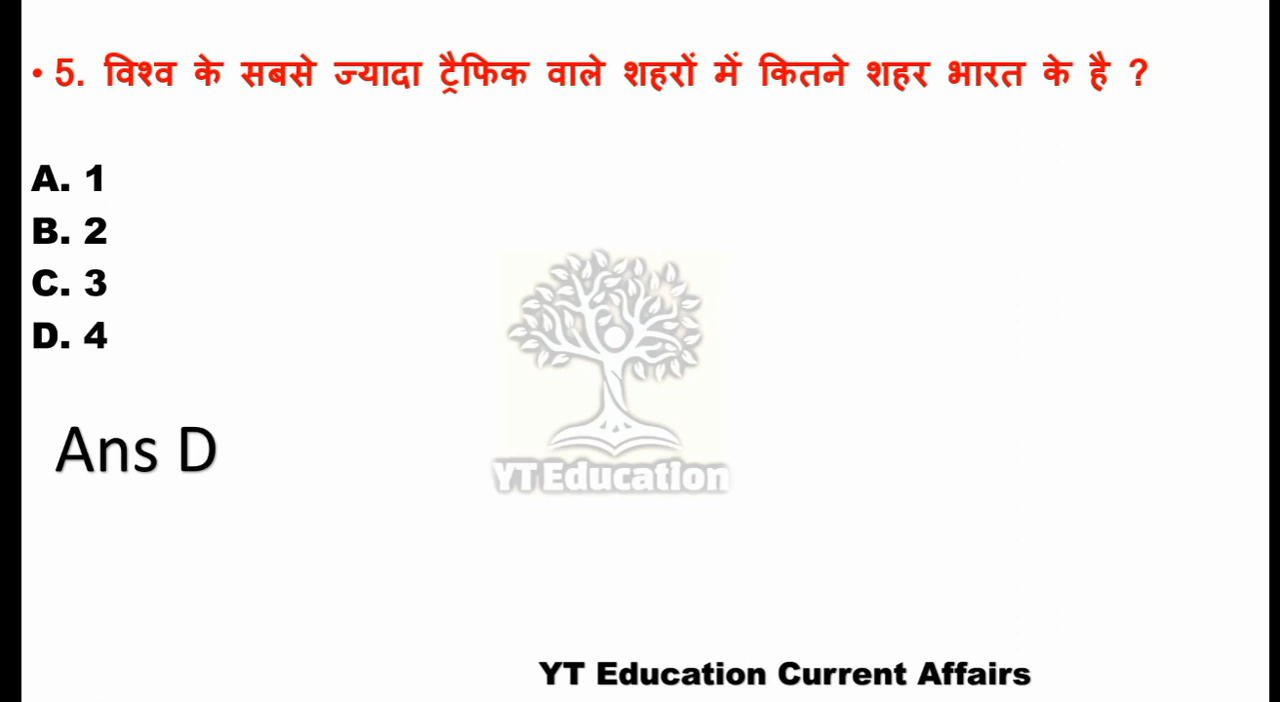 • 5. विश्व के सबसे ज्यादा ट्रैफिक वाले शहरों में कितने शहर भारत के है ?
A. 1
B. 2
C. 3
D. 4
Ans D
YT Education
YT Education Current Affairs